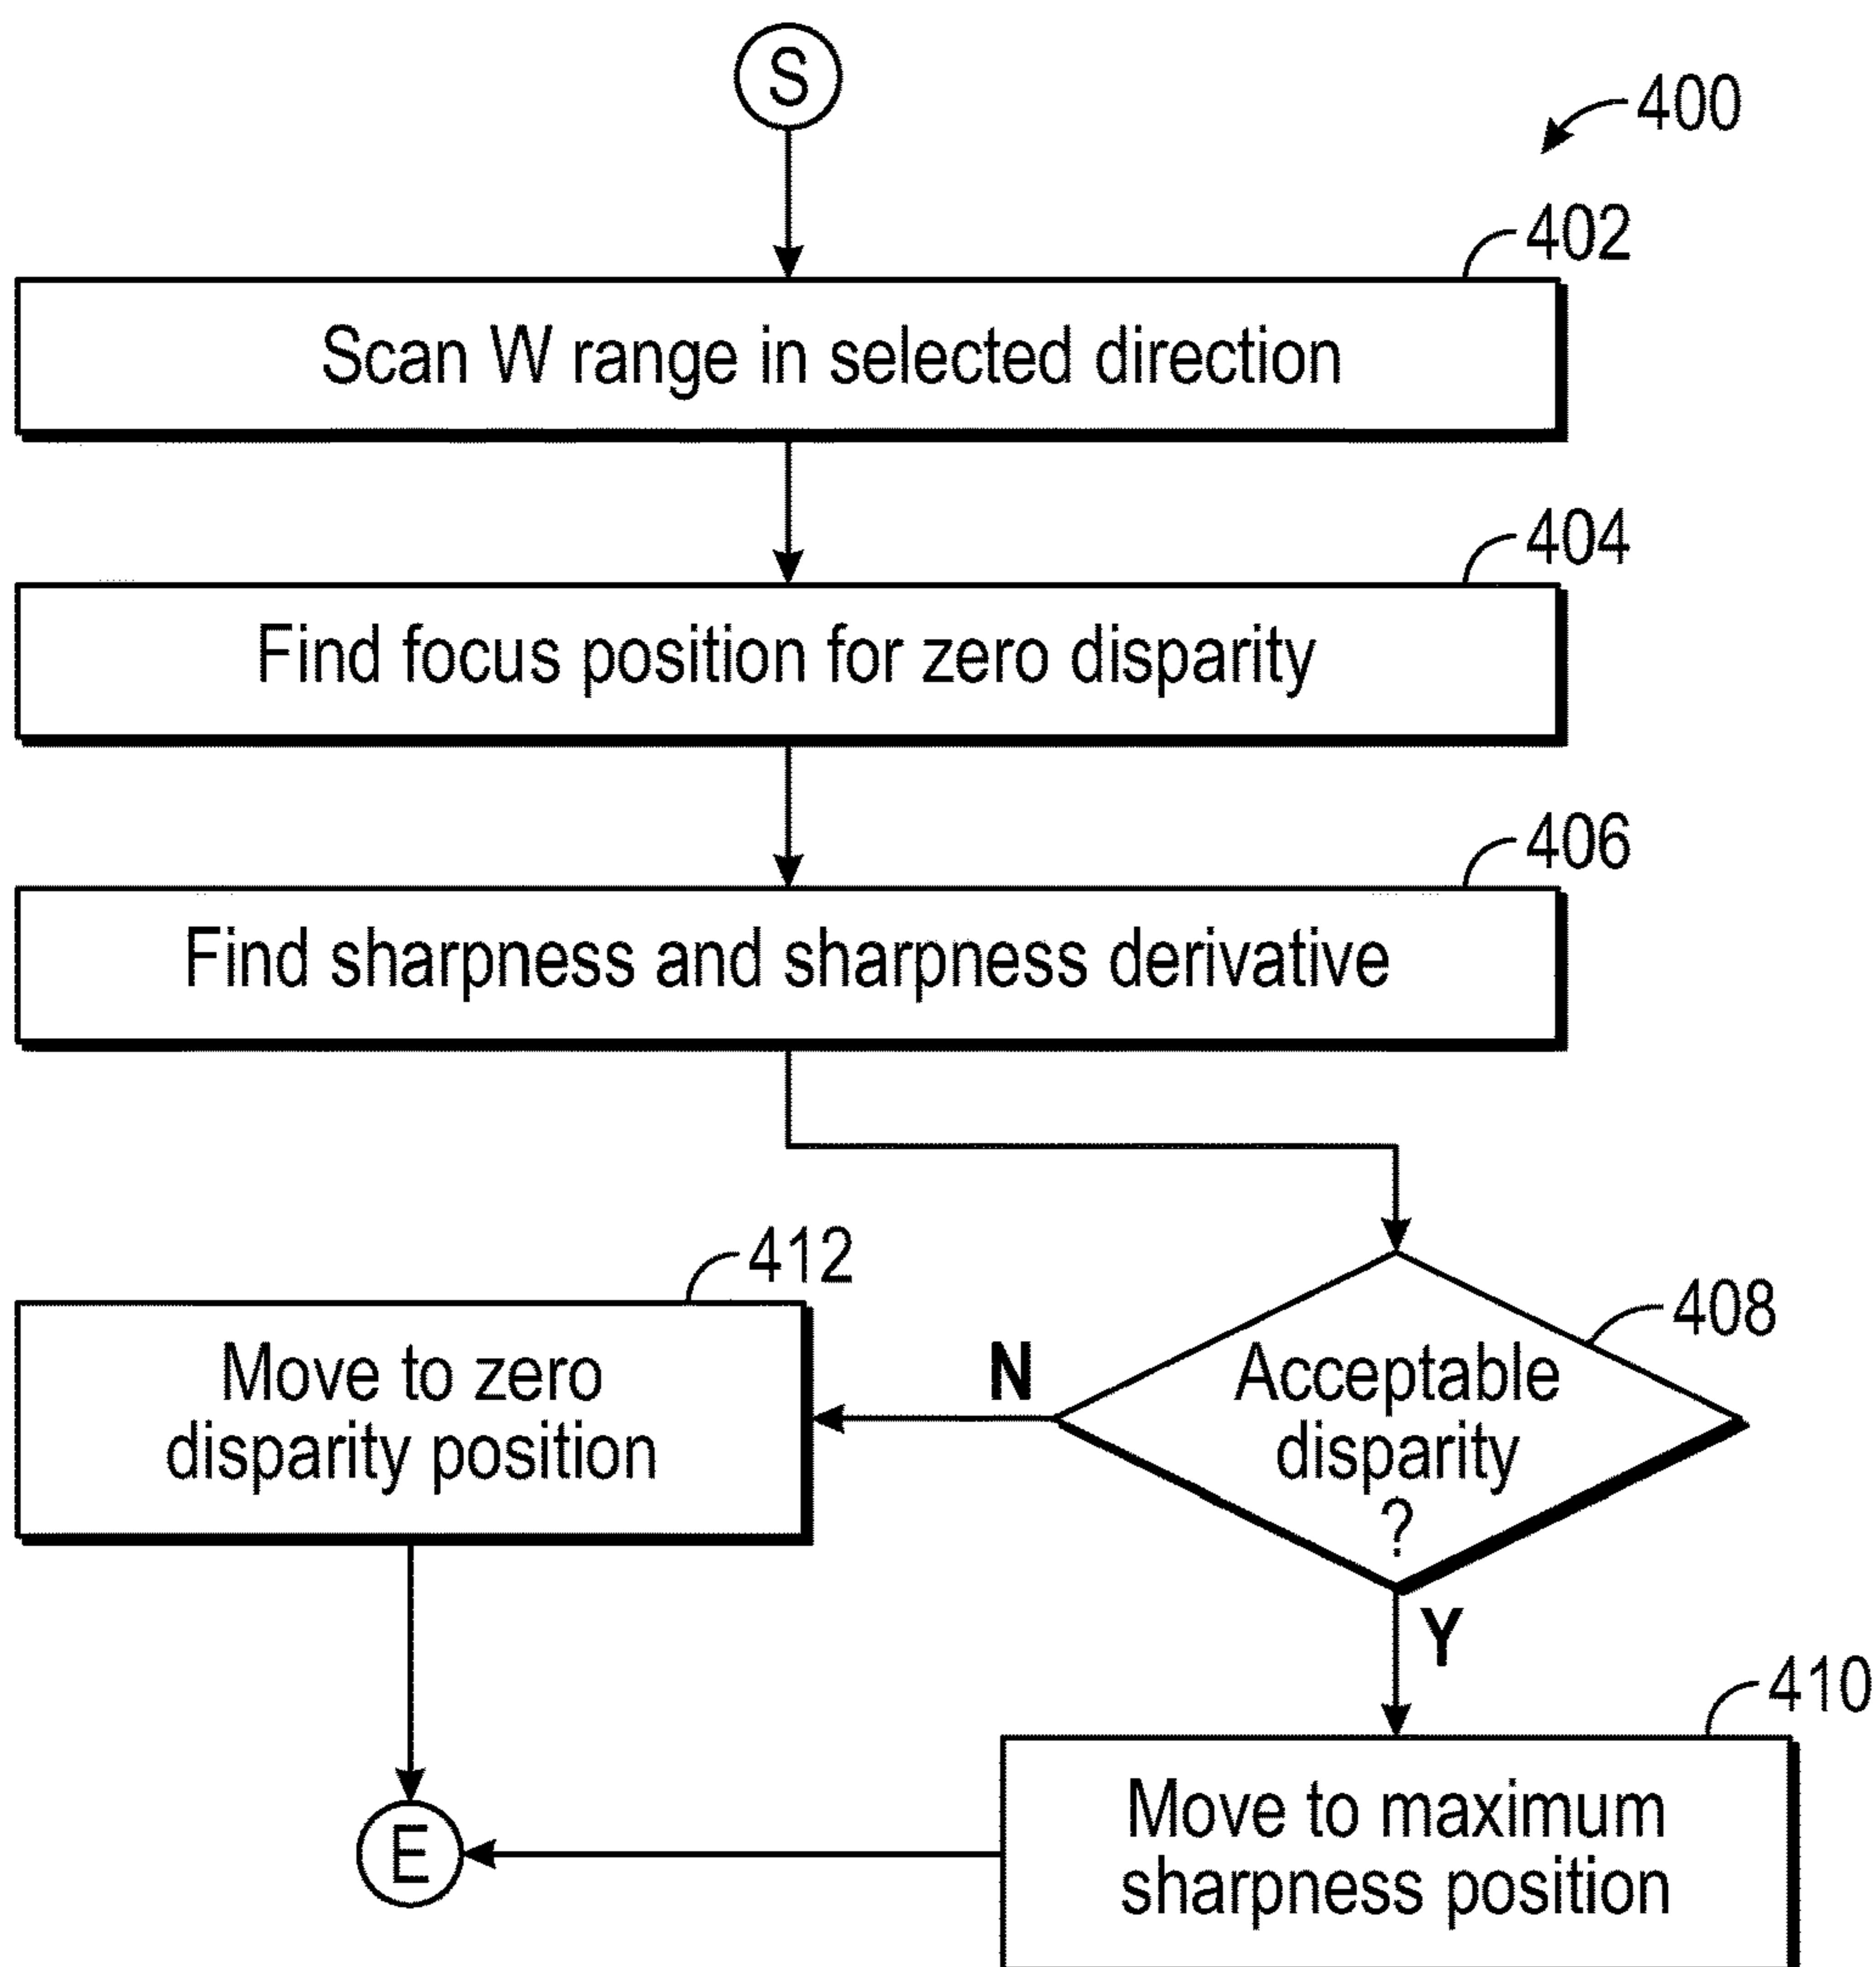 S
400
402
Scan W range in selected direction
404
Find focus position for zero disparity
406
Find sharpness and sharpness derivative
412
Move to zero
disparity position
N
408
Acceptable
disparity
?
Y
410
Move to maximum
sharpness position
E